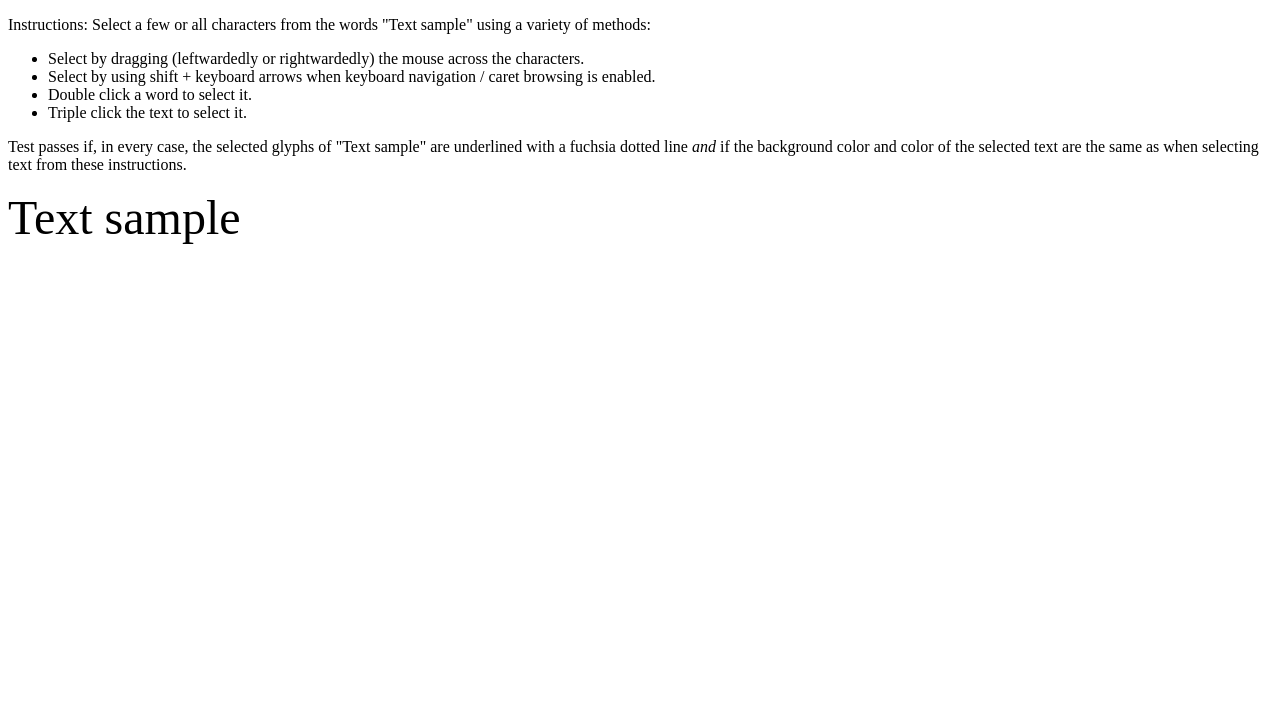 Instructions: Select a few or all characters from the words "Text sample" using a variety of methods:
Select by dragging (leftwardedly or rightwardedly) the mouse across the characters.
Select by using shift + keyboard arrows when keyboard navigation / caret browsing is enabled.
Double click a word to select it.
Triple click the text to select it.
Test passes if, in every case, the selected glyphs of "Text sample" are underlined with a fuchsia dotted line and if the background color and color of the selected text are the same as when selecting
text from these instructions.
Text sample